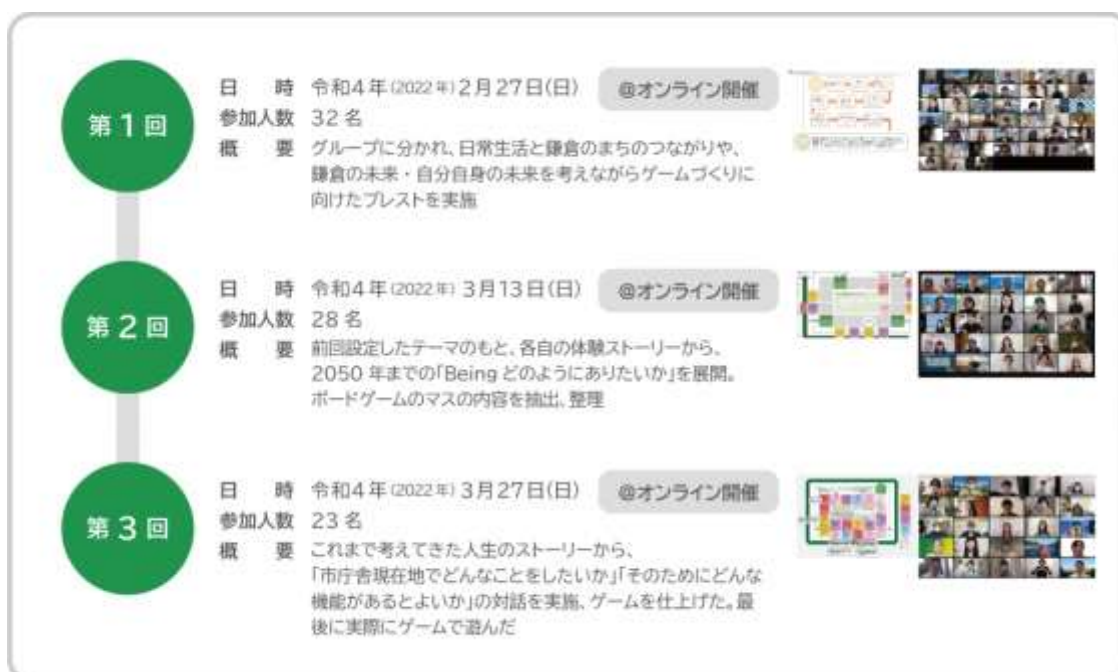 第1回
日 時 令和4年(2022年)2月27日(日) @オンライン開催
参加人数 32名
概 要 グループに分かれ、日常生活と鎌倉のまちのつながりや、
鎌倉の未来・自分自身の未来を考えながらゲームづくりに
向けたブレストを実施
第2回
日 時 令和4年(2022年)3月13日(日) @オンライン開催
参加人数 28名
概 要 前回設定したテーマのもと、各自の体験ストーリーから、
2050年までの「Being どのようにありたいか」を展開。
ボードゲームのマスの内容を抽出、整理
第3回
日 時 令和4年(2022年)3月27日(日) @オンライン開催
参加人数 23名
概 要 これまで考えてきた人生のストーリーから、
「市庁舎現在地でどんなことをしたいか」「そのためにどんな
機能があるとよいか」の対話を実施、ゲームを仕上げた。最
後に実際にゲームで遊んだ